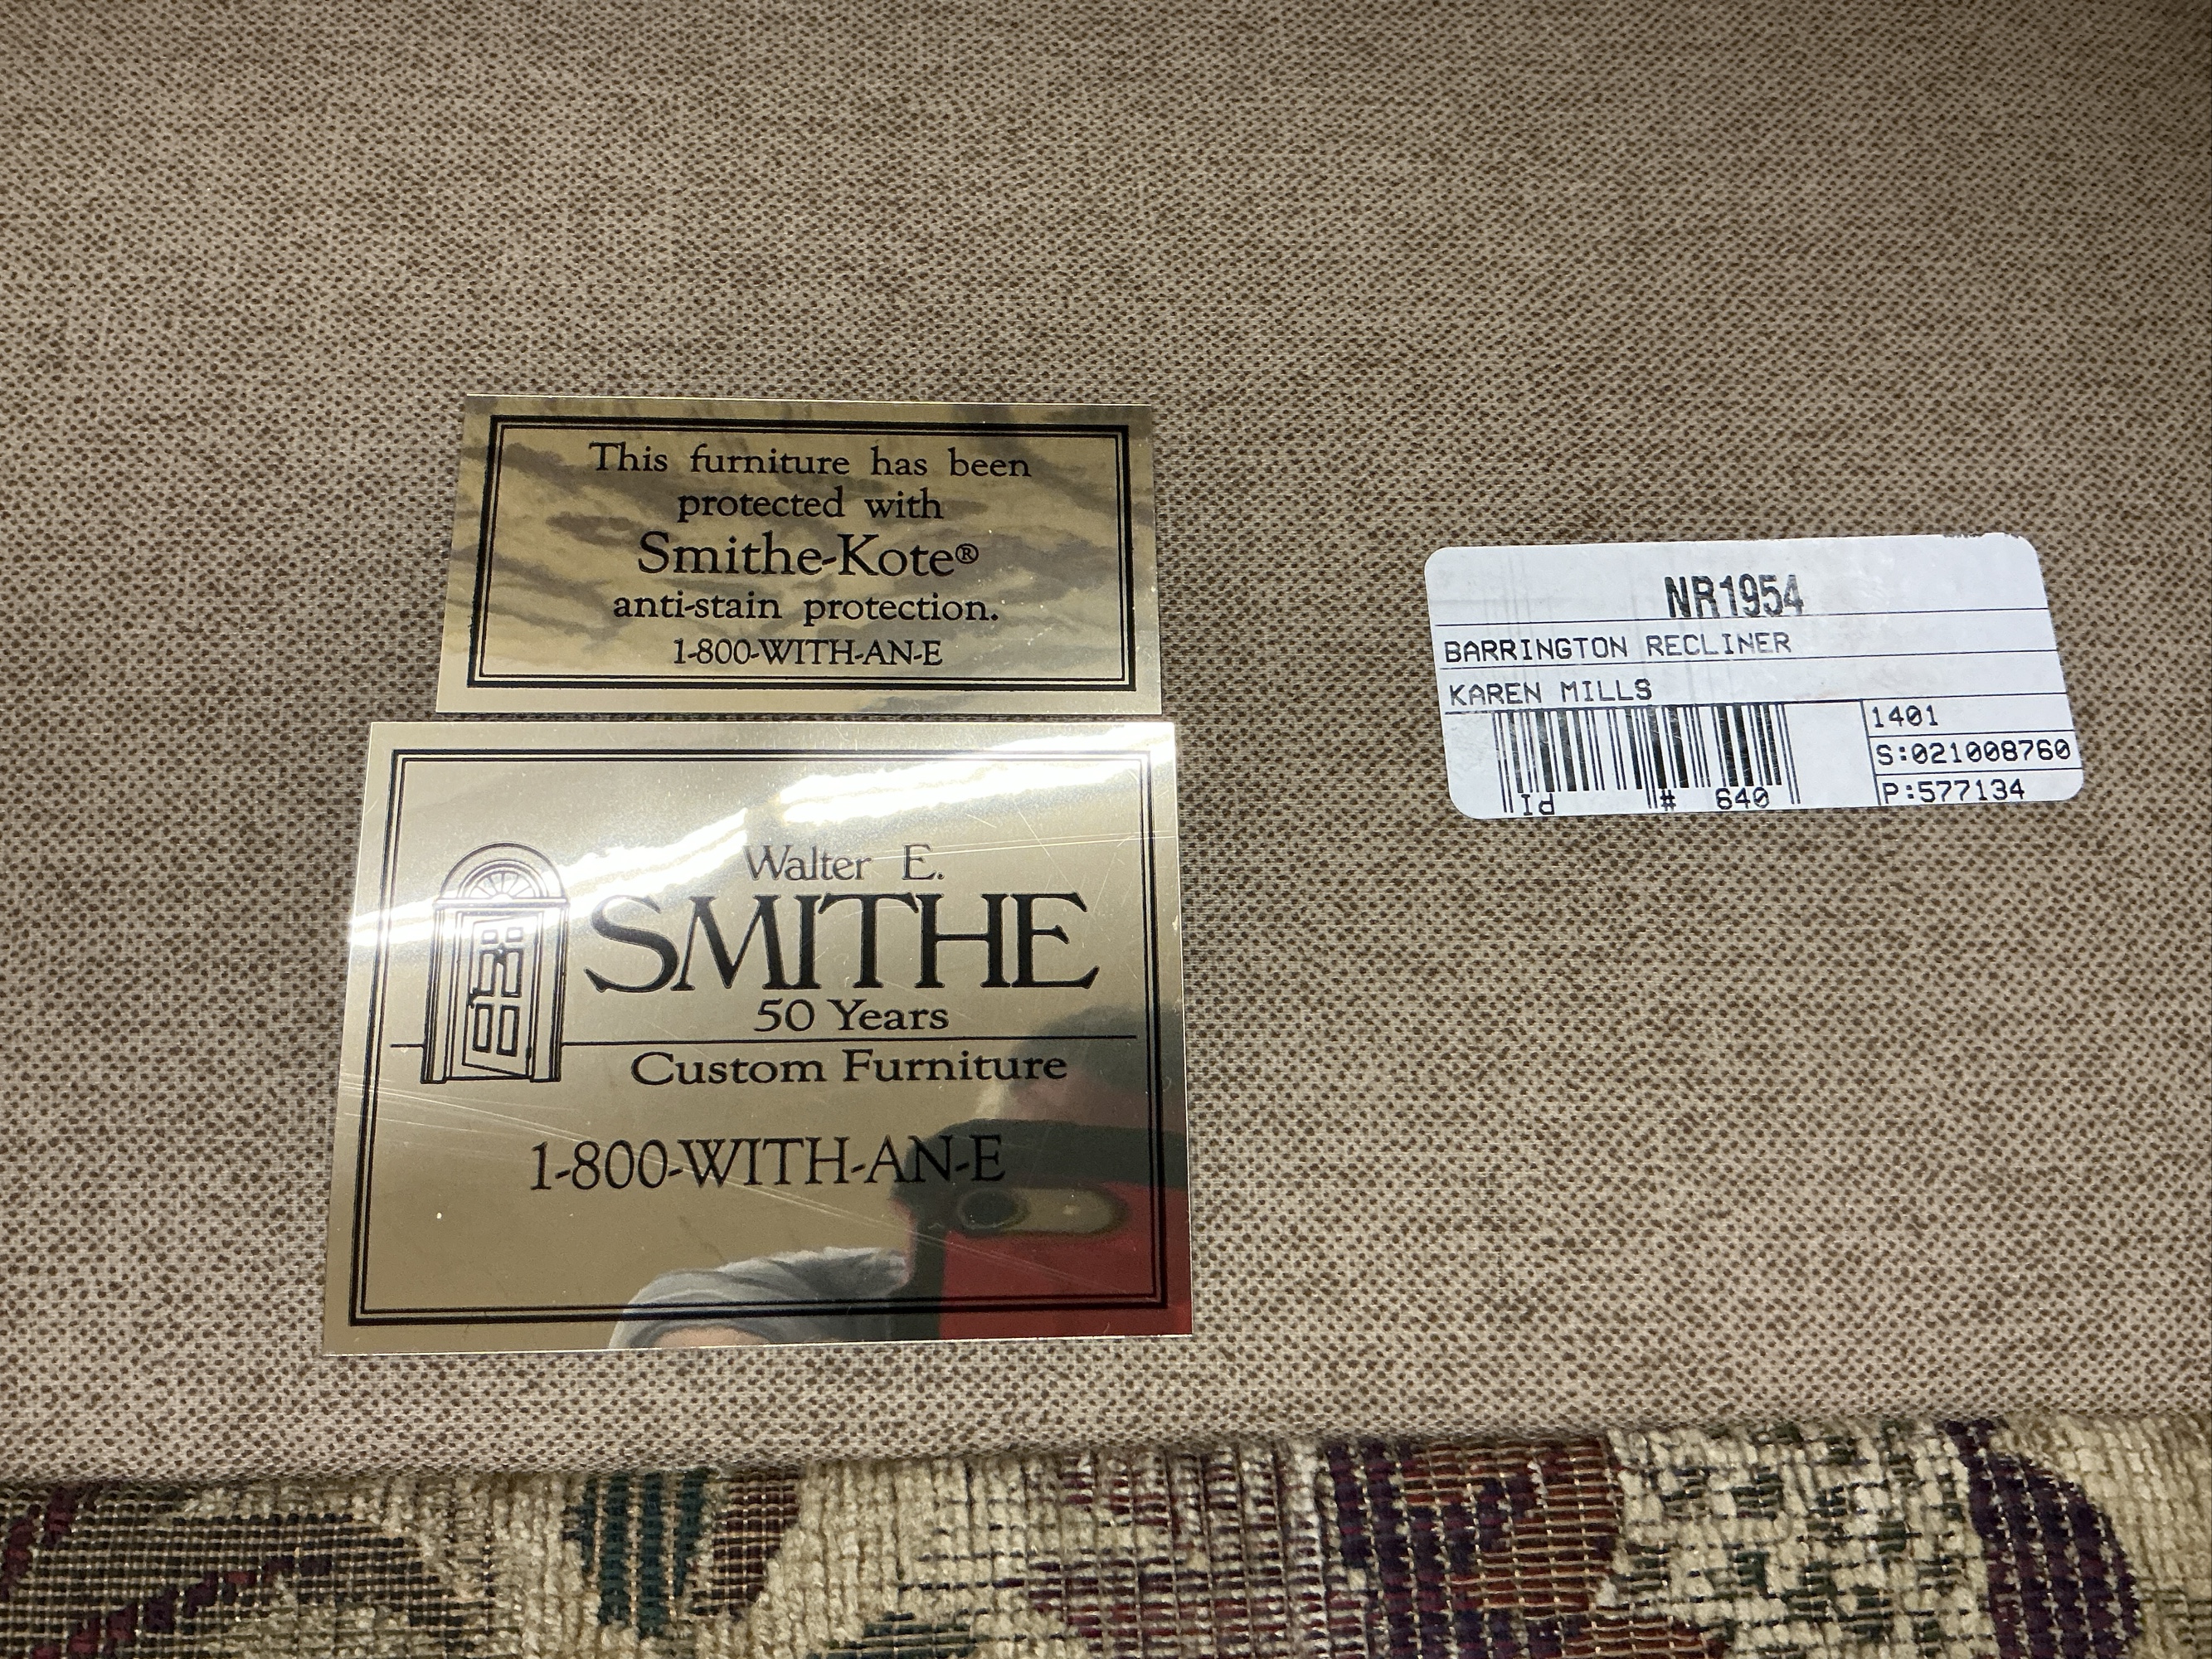 This furniture has been
protected with
Smithe-Kote®
anti-stain protection.
1-800-WITH-AN-E
Walter E.
SMITHE
50 Years
Custom Furniture
1-800-WITH-AN-E
NR1954
BARRINGTON RECLINER
KAREN MILLS
1401
S:021008760
P:577134
Id # 640